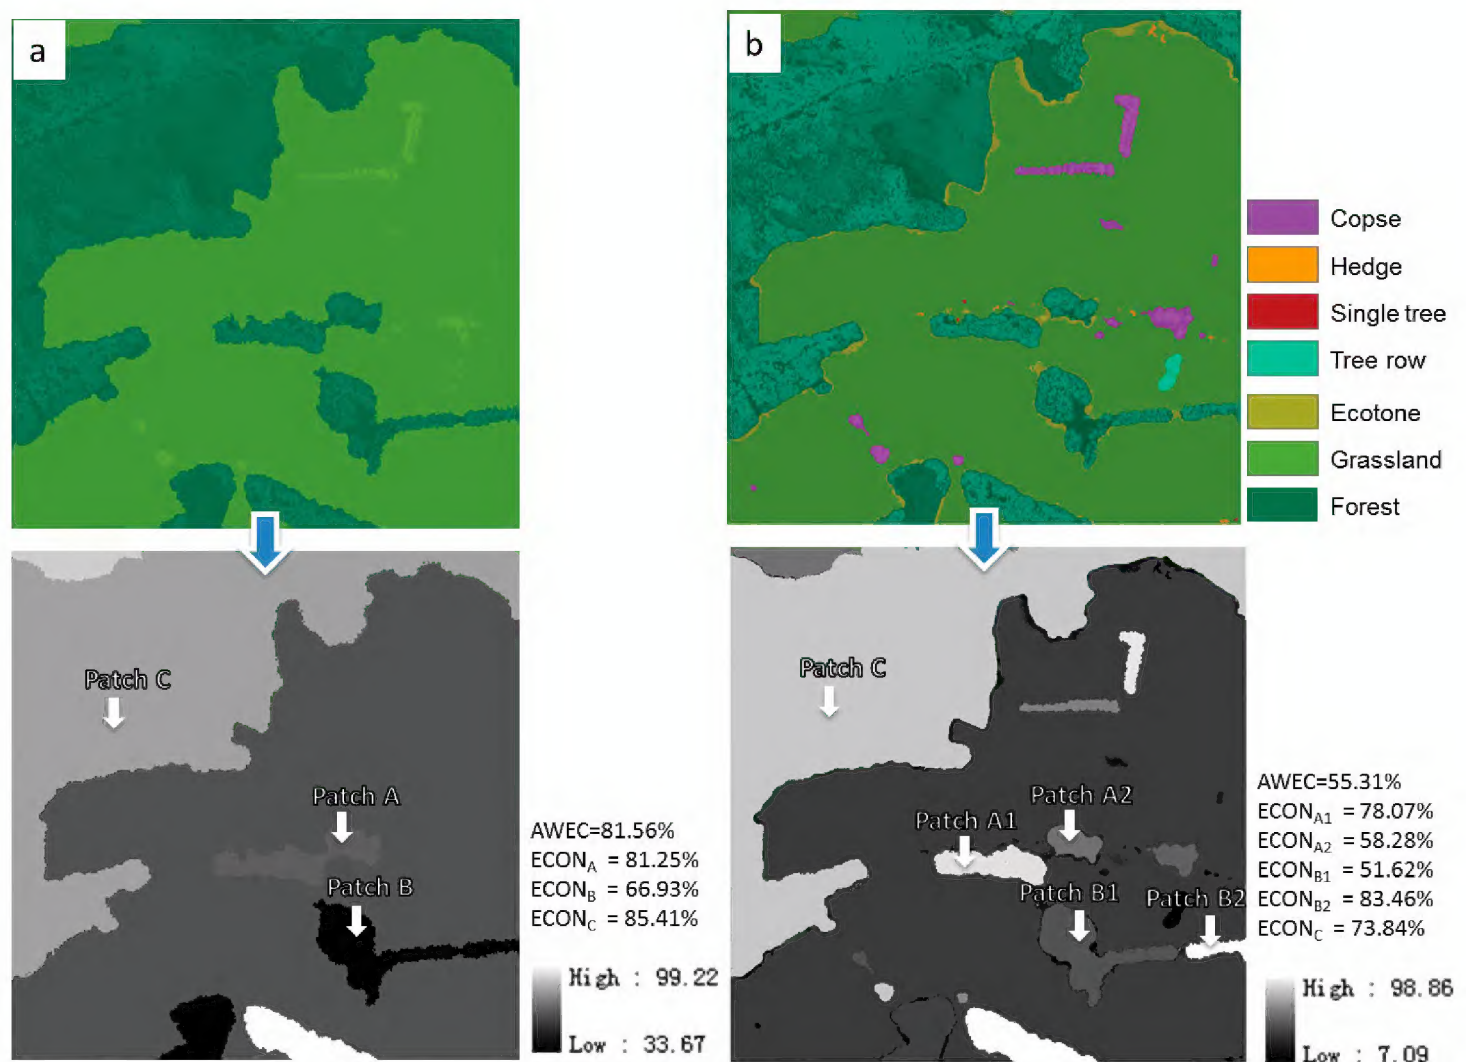 a
b
Copse
Hedge
Single tree
Tree row
Ecotone
Grassland
Forest
Patch C
Patch A
Patch B
AWEC=81.56%
ECONA = 81.25%
ECONB = 66.93%
ECONC = 85.41%
High : 99.22
Low : 33.67
Patch C
Patch A2
Patch A1
Patch B1
Patch B2
AWEC=55.31%
ECONA1 = 78.07%
ECONA2 = 58.28%
ECONB1 = 51.62%
ECONB2 = 83.46%
ECONC = 73.84%
High : 98.86
Low : 7.09